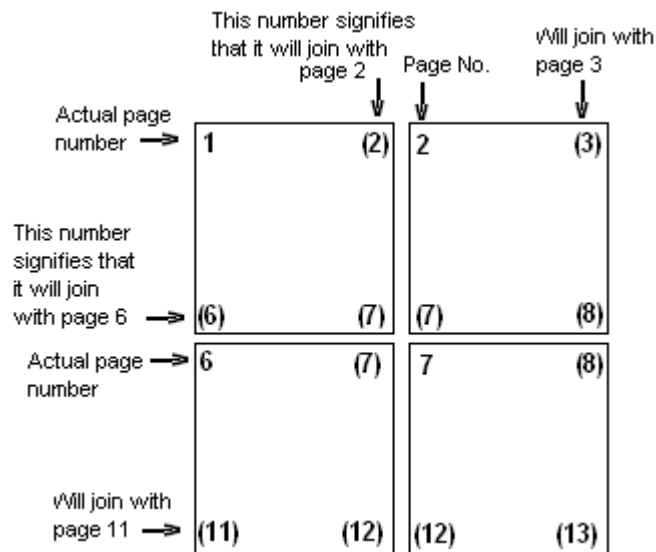 This number signifies
that it will join with
page 2
Page No.
Will join with
page 3
Actual page
number
1
(2)
2
(3)
This number
signifies that
it will join
with page 6
(6)
(7)
(7)
(8)
Actual page
number
6
(7)
7
(8)
Will join with
page 11
(11)
(12)
(12)
(13)